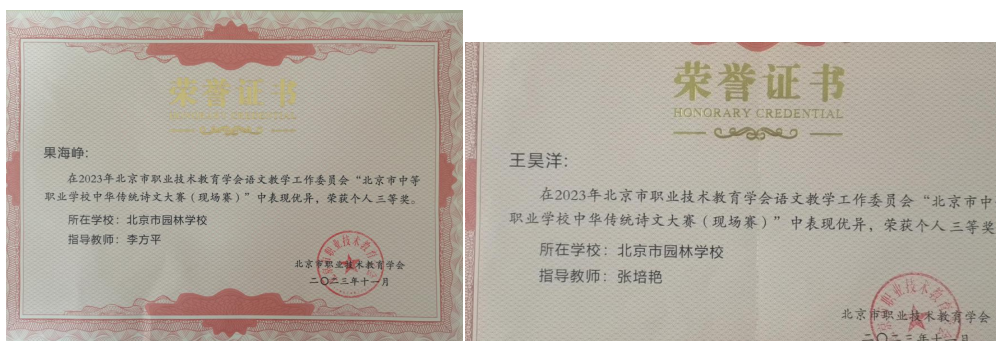 荣誉证书
HONORARY CREDENTIAL
果海峥:
在2023年北京市职业技术教育学会语文教学工作委员会“北京市中等
职业学校中华传统诗文大赛(现场赛)”中表现优异,荣获个人三等奖。
所在学校:北京市园林学校
指导教师:李方平
北京市职业技术教育学会
二〇二三年十一月
荣誉证书
HONORARY CREDENTIAL
王昊洋:
在2023年北京市职业技术教育学会语文教学工作委员会“北京市中
职业学校中华传统诗文大赛(现场赛)”中表现优异,荣获个人三等奖
所在学校:北京市园林学校
指导教师:张培艳
北京市职业技术教育学会
二〇二三年十一月